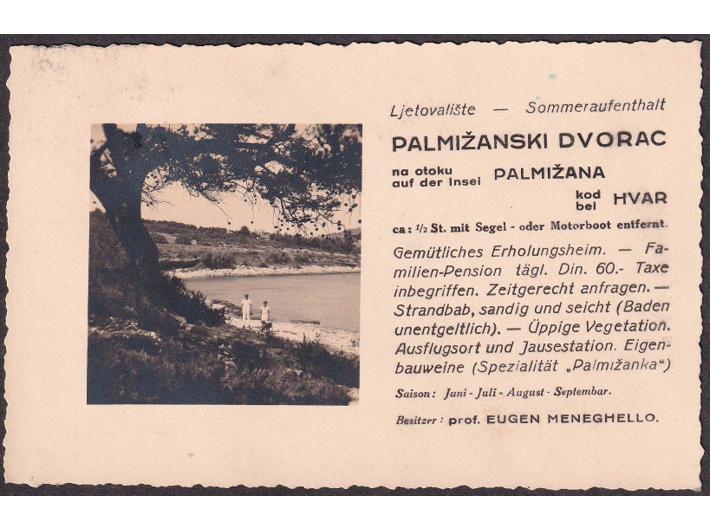 Ljetovalište — Sommeraufenthalt
PALMIŽANSKI DVORAC
na otoku
auf der Insei PALMIŽANA
kod
bei HVAR
ca: ½ St. mit Segel - oder Motorboot entfernt.
Gemütliches Erholungsheim. — Fa-
milien-Pension tägl. Din. 60.- Taxe
inbegriffen. Zeitgerecht anfragen. —
Strandbab, sandig und seicht (Baden
unentgeltlich). — Üppige Vegetation.
Ausflugsort und Jausestation. Eigen-
bauweine (Spezialität „Palmižanka")
Saison: Juni - Juli - August - Septembar.
Besitzer: prof. EUGEN MENEGHELLO.